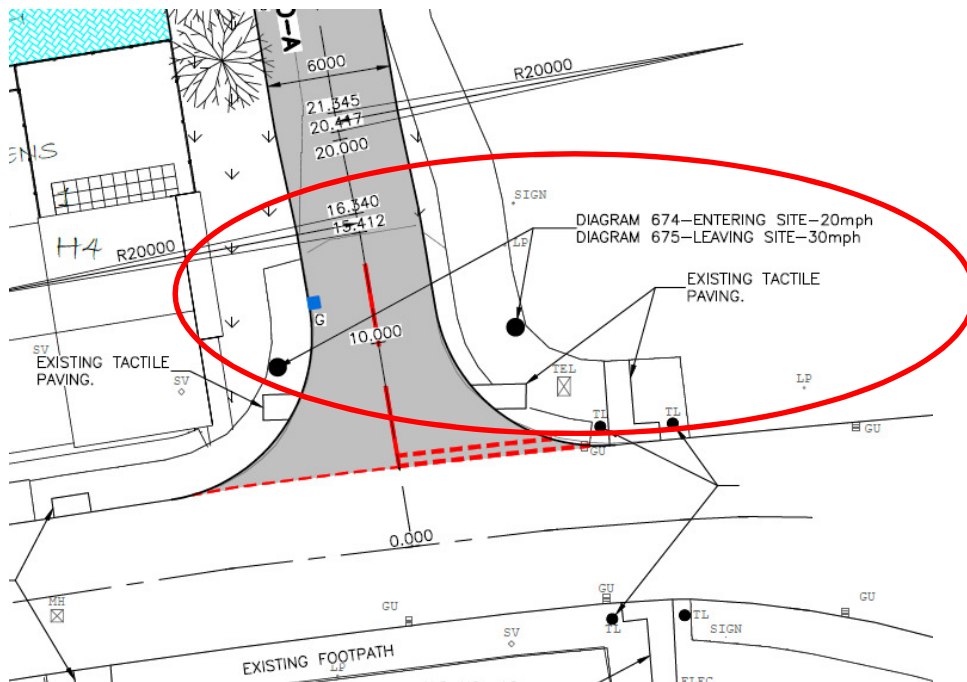 6000
R20000
21.345
20.417
20.000
SIGN
16.340
15.412
DIAGRAM 674-ENTERING SITE-20mph
DIAGRAM 675-LEAVING SITE-30mph
LP
R20000
H4
EXISTING TACTILE
PAVING.
G
10.000
SV
EXISTING TACTILE
PAVING.
SV
TEL
LP
TL
TL
GU
GU
0.000
MH
GU
GU
GU
TL
TL
SV
SIGN
EXISTING FOOTPATH
LP